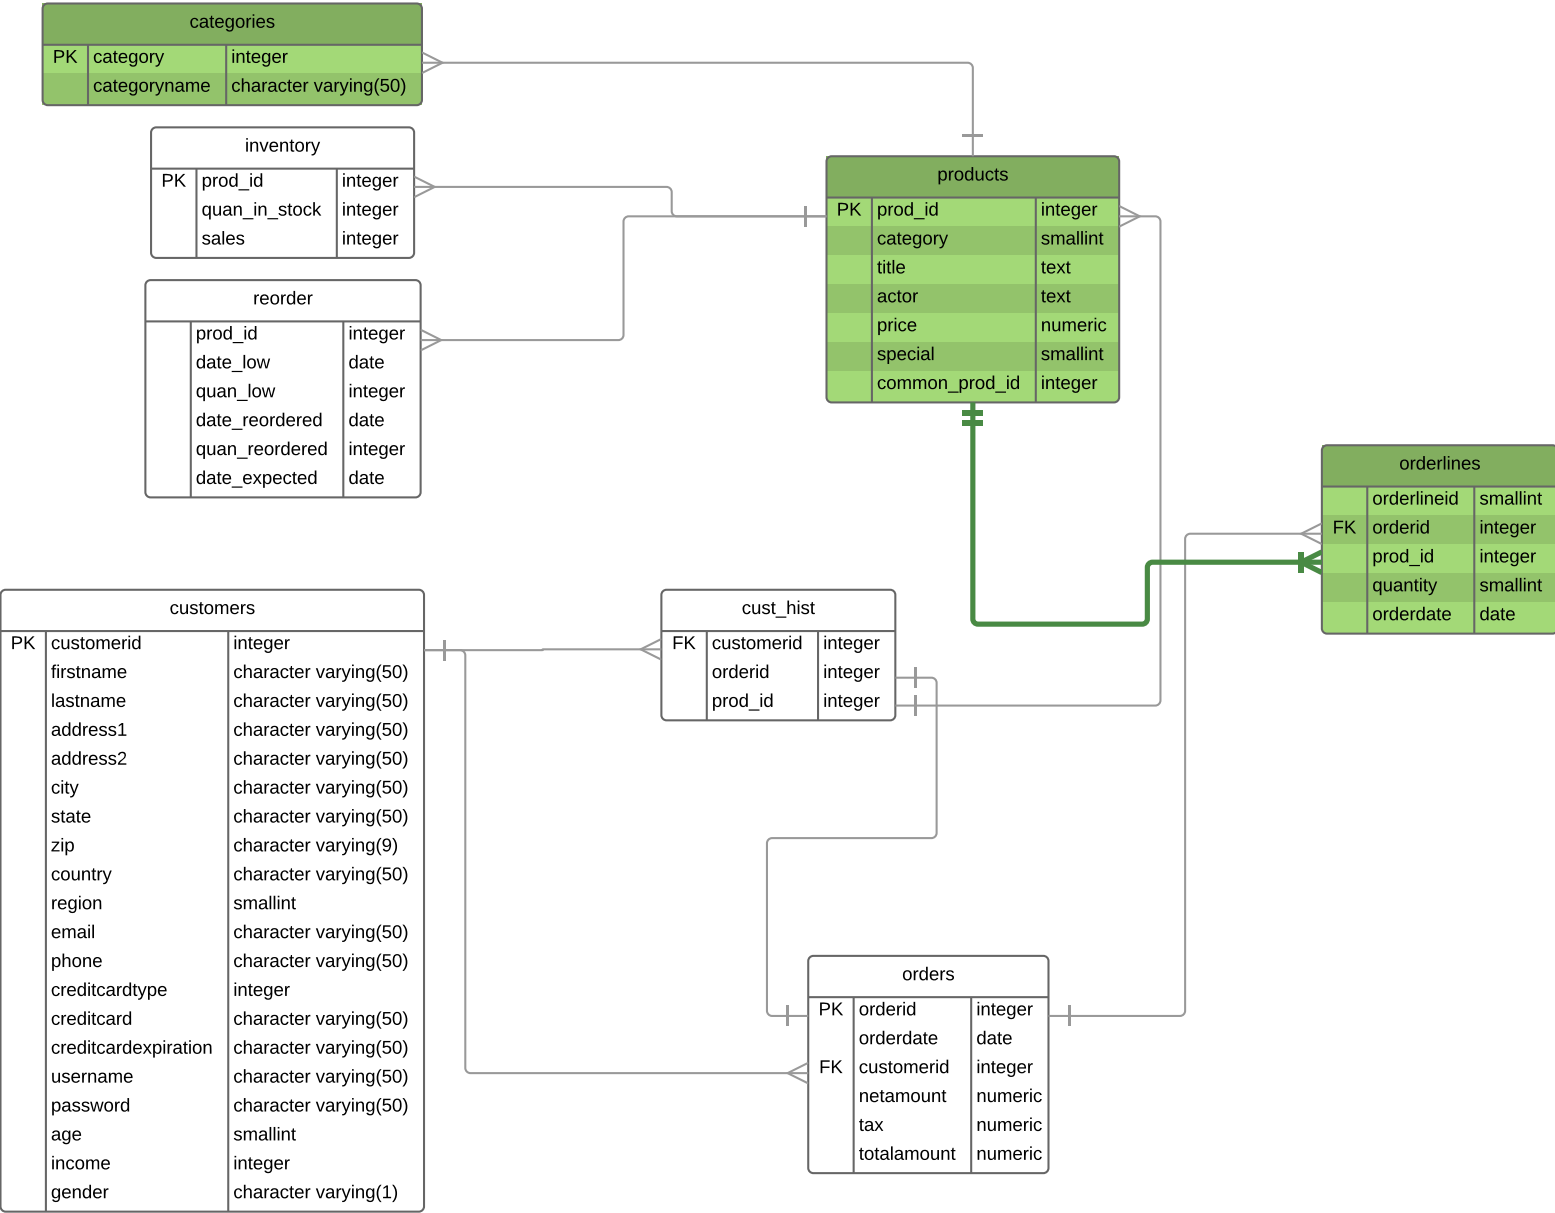 categories
PK category integer
categoryname character varying(50)
inventory
PK prod_id integer
quan_in_stock integer
sales integer
reorder
prod_id integer
date_low date
quan_low integer
date_reordered date
quan_reordered integer
date_expected date
products
PK prod_id integer
category smallint
title text
actor text
price numeric
special smallint
common_prod_id integer
orderlines
orderlineid smallint
FK orderid integer
prod_id integer
quantity smallint
orderdate date
customers
PK customerid integer
firstname character varying(50)
lastname character varying(50)
address1 character varying(50)
address2 character varying(50)
city character varying(50)
state character varying(50)
zip character varying(9)
country character varying(50)
region smallint
email character varying(50)
phone character varying(50)
creditcardtype integer
creditcard character varying(50)
creditcardexpiration character varying(50)
username character varying(50)
password character varying(50)
age smallint
income integer
gender character varying(1)
cust_hist
FK customerid integer
orderid integer
prod_id integer
orders
PK orderid integer
orderdate date
FK customerid integer
netamount numeric
tax numeric
totalamount numeric